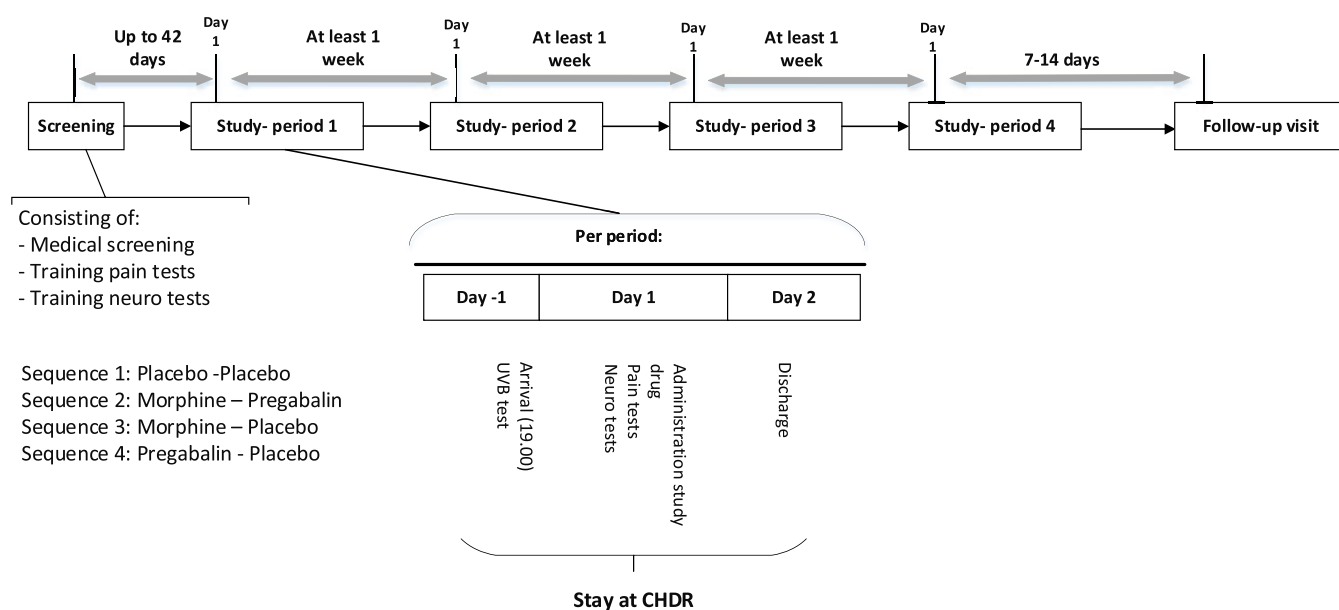 Up to 42
days
Day
1
At least 1
week
Day
1
At least 1
week
Day
1
At least 1
week
Day
1
7-14 days
Screening
Study- period 1
Study- period 2
Study- period 3
Study- period 4
Follow-up visit
Consisting of:
- Medical screening
- Training pain tests
- Training neuro tests
Per period:
Day -1
Day 1
Day 2
Sequence 1: Placebo -Placebo
Sequence 2: Morphine – Pregabalin
Sequence 3: Morphine – Placebo
Sequence 4: Pregabalin - Placebo
Arrival (19.00)
UVB test
Administration study
drug
Pain tests
Neuro tests
Discharge
Stay at CHDR